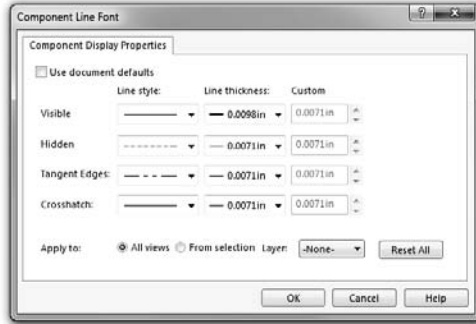 Component Line Font
Component Display Properties
Use document defaults
Line style: Line thickness: Custom
Visible 0.0098in 0.0071in
Hidden 0.0071in 0.0071in
Tangent Edges: 0.0071in 0.0071in
Crosshatch: 0.0071in 0.0071in
Apply to: All views From selection Layer: -None- Reset All
OK Cancel Help